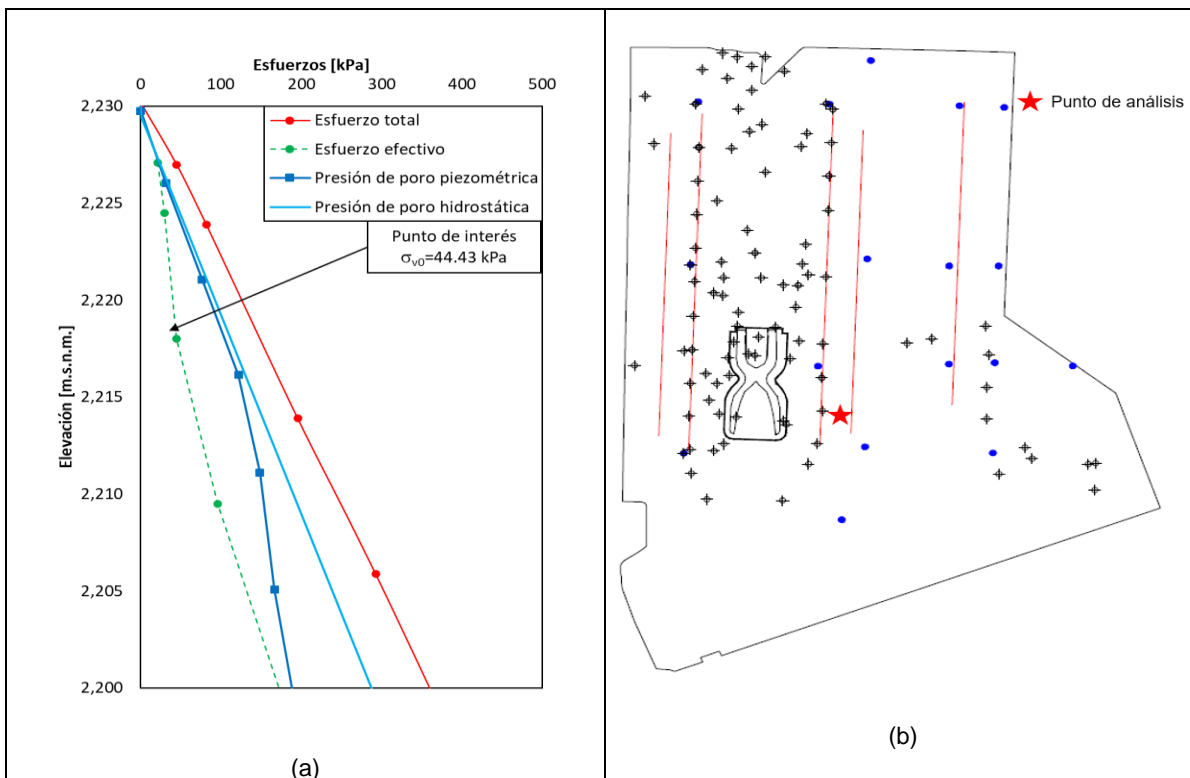 Esfuerzos [kPa]
0 100 200 300 400 500
2,230
2,225
2,220
2,215
2,210
2,205
2,200
Elevación [m.s.n.m.]
Esfuerzo total
Esfuerzo efectivo
Presión de poro piezométrica
Presión de poro hidrostática
Punto de interés
σv0=44.43 kPa
(a)
Punto de análisis
(b)